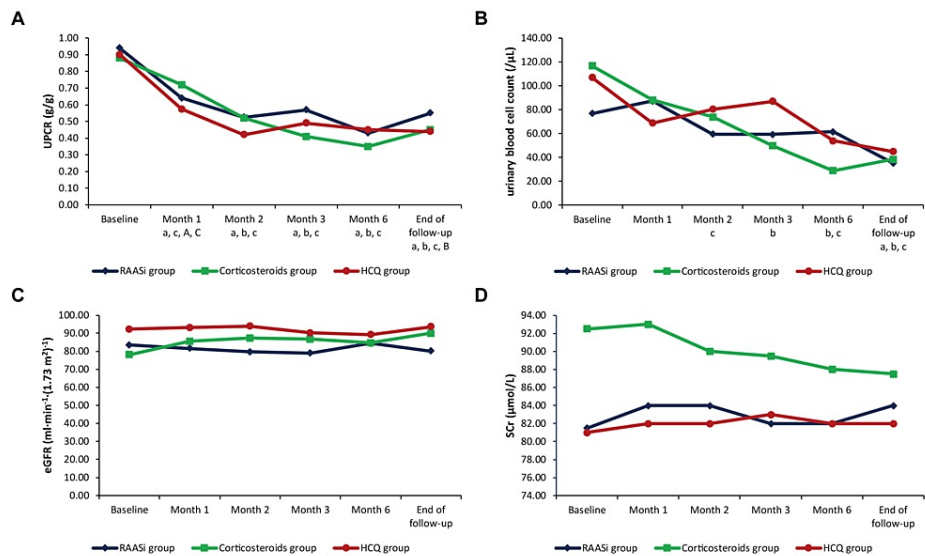 A
UPCR (g/g)
1.00
0.90
0.80
0.70
0.60
0.50
0.40
0.30
0.20
0.10
0.00
Baseline Month 1 Month 2 Month 3 Month 6 End of
a, c, A, C a, b, c a, b, c a, b, c follow-up
a, b, c, B
RAASi group Corticosteroids group HCQ group
B
urinary blood cell count (/μL)
140.00
120.00
100.00
80.00
60.00
40.00
20.00
0.00
Baseline Month 1 Month 2 Month 3 Month 6 End of
c b b, c follow-up
a, b, c
RAASi group Corticosteroids group HCQ group
C
eGFR (ml·min⁻¹·(1.73 m²)⁻¹)
100.00
90.00
80.00
70.00
60.00
50.00
40.00
30.00
20.00
10.00
0.00
Baseline Month 1 Month 2 Month 3 Month 6 End of
follow-up
RAASi group Corticosteroids group HCQ group
D
SCr (μmol/L)
94.00
92.00
90.00
88.00
86.00
84.00
82.00
80.00
78.00
76.00
74.00
Baseline Month 1 Month 2 Month 3 Month 6 End of
follow-up
RAASi group Corticosteroids group HCQ group